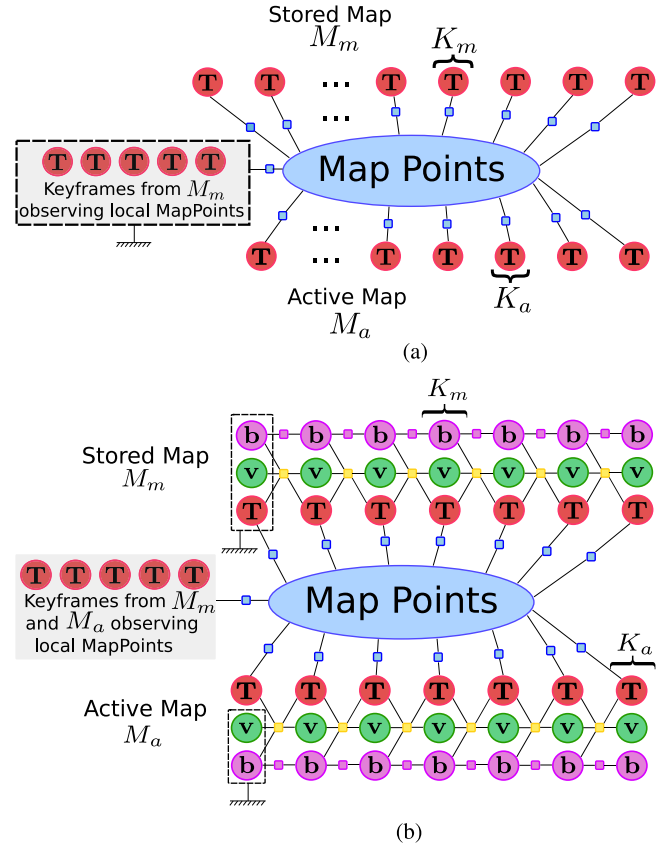 Stored Map
M_m
K_m
T T ... T T T T T
...
Map Points
T T T T T
Keyframes from M_m
observing local MapPoints
...
T ... T T T T T
Active Map
M_a
K_a
(a)
K_m
b b b b b b b
Stored Map
M_m
v v v v v v v
T T T T T T T
T T T T T
Keyframes from M_m
and M_a observing
local MapPoints
Map Points
K_a
T T T T T T T
Active Map
M_a
v v v v v v v
b b b b b b b
(b)